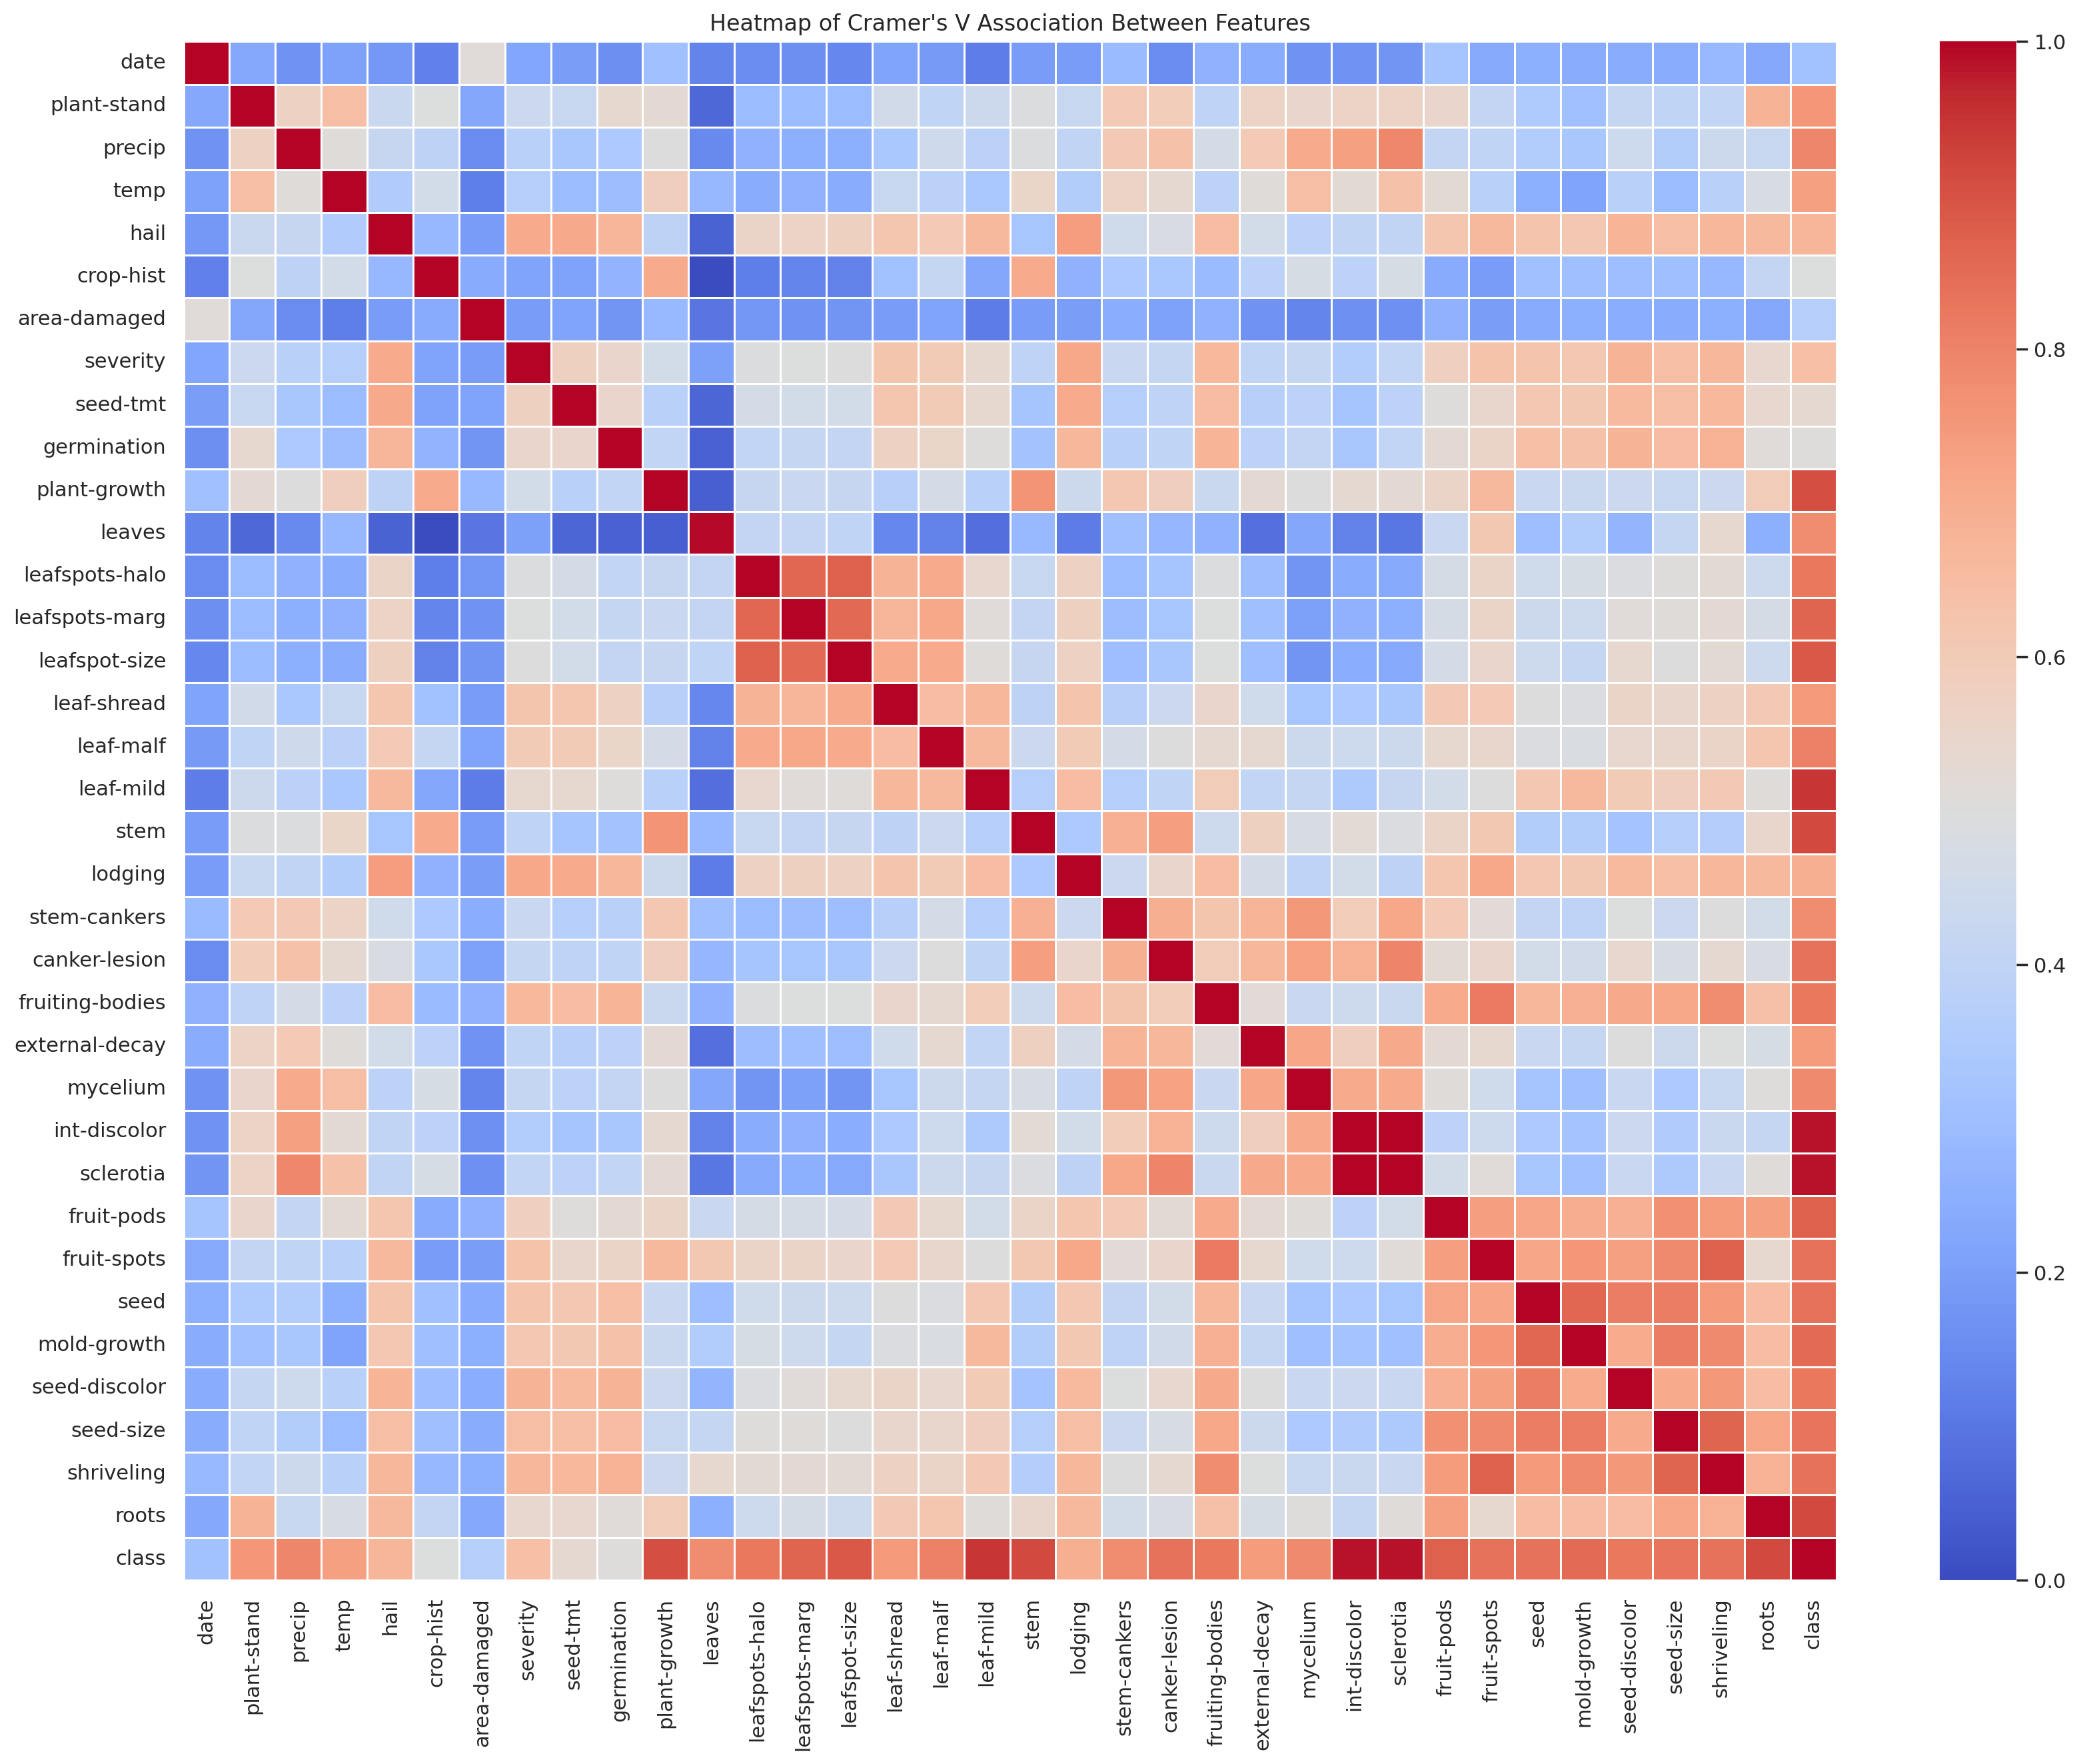 Heatmap of Cramer's V Association Between Features
date
plant-stand
precip
temp
hail
crop-hist
area-damaged
severity
seed-tmt
germination
plant-growth
leaves
leafspots-halo
leafspots-marg
leafspot-size
leaf-shread
leaf-malf
leaf-mild
stem
lodging
stem-cankers
canker-lesion
fruiting-bodies
external-decay
mycelium
int-discolor
sclerotia
fruit-pods
fruit-spots
seed
mold-growth
seed-discolor
seed-size
shriveling
roots
class
date
plant-stand
precip
temp
hail
crop-hist
area-damaged
severity
seed-tmt
germination
plant-growth
leaves
leafspots-halo
leafspots-marg
leafspot-size
leaf-shread
leaf-malf
leaf-mild
stem
lodging
stem-cankers
canker-lesion
fruiting-bodies
external-decay
mycelium
int-discolor
sclerotia
fruit-pods
fruit-spots
seed
mold-growth
seed-discolor
seed-size
shriveling
roots
class
1.0
0.8
0.6
0.4
0.2
0.0